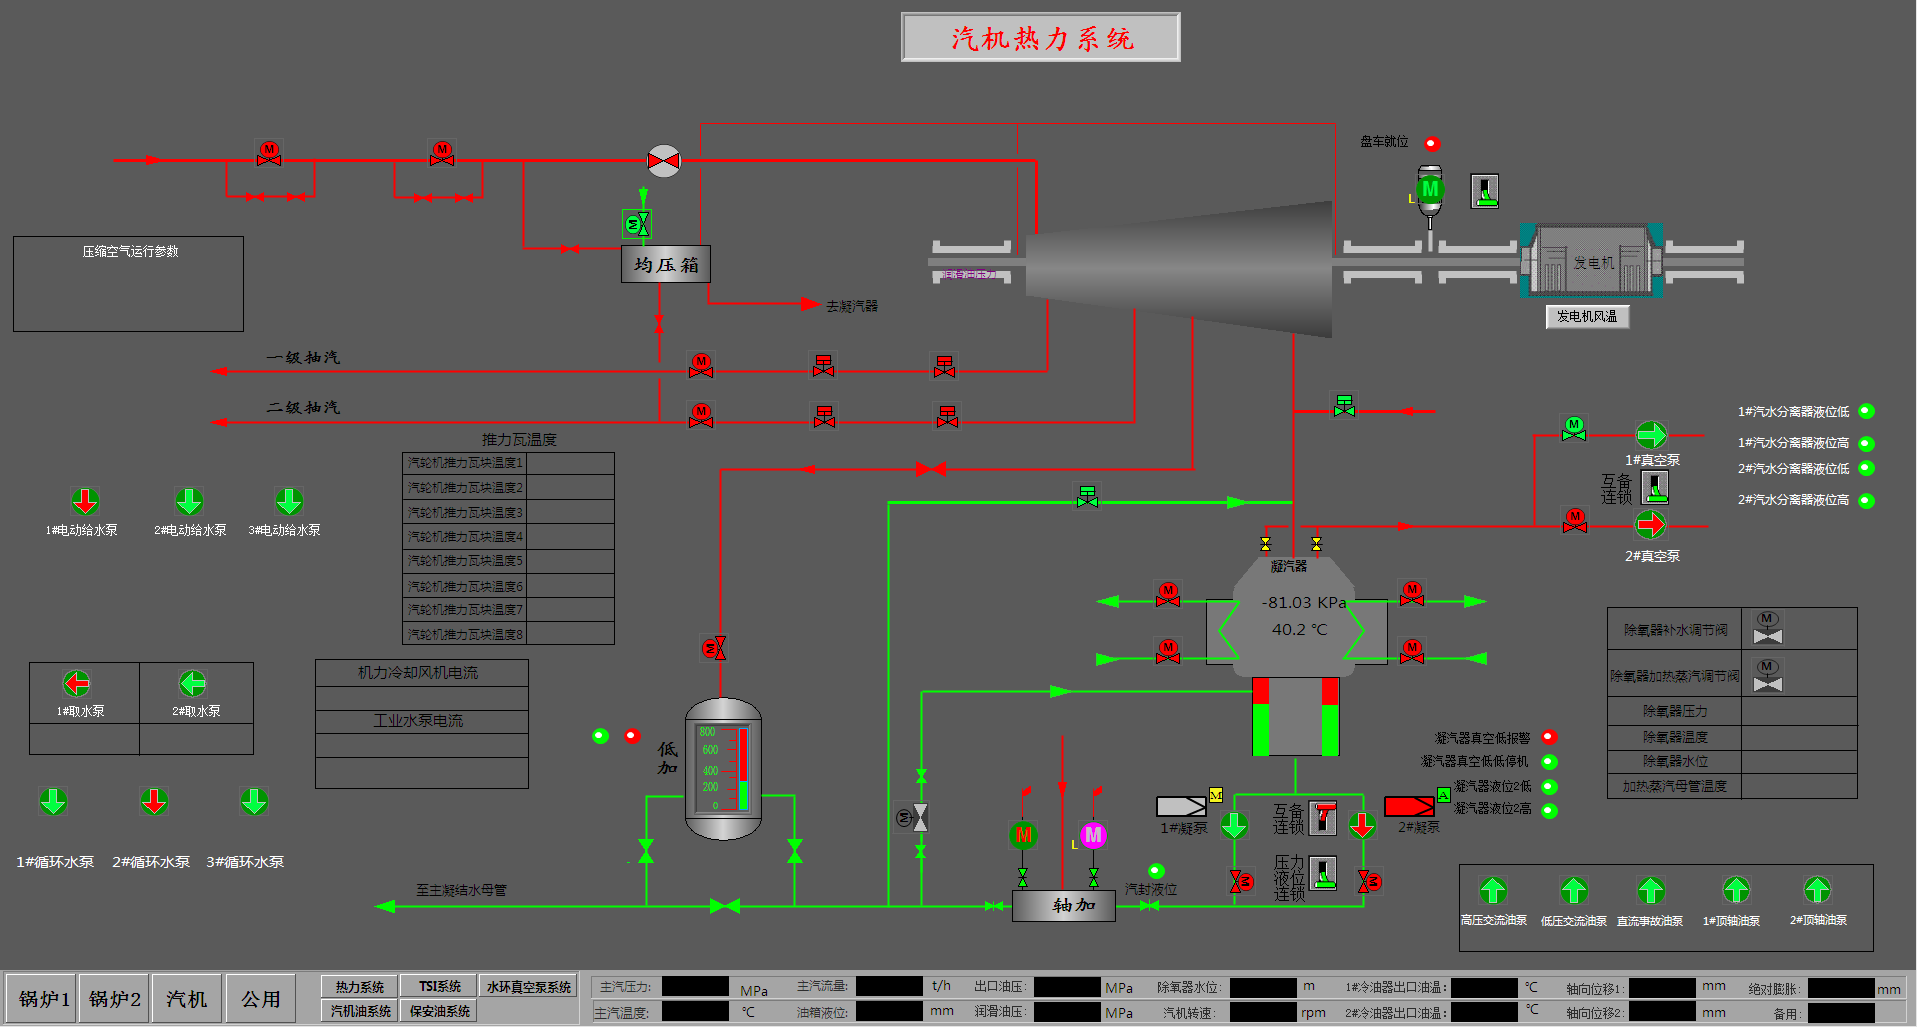 汽机热力系统
盘车就位
L
M
M
M
M
压缩空气运行参数
均压箱
润滑油压力
发电机
去凝汽器
发电机风温
一级抽汽
M
二级抽汽
M
推力瓦温度
汽轮机推力瓦块温度1
汽轮机推力瓦块温度2
汽轮机推力瓦块温度3
汽轮机推力瓦块温度4
汽轮机推力瓦块温度5
汽轮机推力瓦块温度6
汽轮机推力瓦块温度7
汽轮机推力瓦块温度8
1#汽水分离器液位低
1#汽水分离器液位高
2#汽水分离器液位低
2#汽水分离器液位高
M
1#真空泵
互备
连锁
M
2#真空泵
1#电动给水泵
2#电动给水泵
3#电动给水泵
凝汽器
-81.03 KPa
40.2 ℃
M
M
M
M
M
除氧器补水调节阀
M
除氧器加热蒸汽调节阀
M
除氧器压力
除氧器温度
除氧器水位
加热蒸汽母管温度
1#取水泵
2#取水泵
机力冷却风机电流
工业水泵电流
低
加
800
600
400
200
0
凝汽器真空低报警
凝汽器真空低低停机
凝汽器液位2低
凝汽器液位2高
M
1#凝泵
互备
连锁
A
2#凝泵
M
M
L
M
压力
液位
连锁
M
M
汽封液位
轴加
1#循环水泵
2#循环水泵
3#循环水泵
至主凝结水母管
高压交流油泵
低压交流油泵
直流事故油泵
1#顶轴油泵
2#顶轴油泵
锅炉1
锅炉2
汽机
公用
热力系统
TSI系统
水环真空泵系统
汽机油系统
保安油系统
主汽压力:
MPa
主汽流量:
t/h
出口油压:
MPa
除氧器水位:
m
1#冷油器出口油温:
℃
轴向位移1:
mm
绝对膨胀:
mm
主汽温度:
℃
油箱液位:
mm
润滑油压:
MPa
汽机转速:
rpm
2#冷油器出口油温:
℃
轴向位移2:
mm
备用:
mm